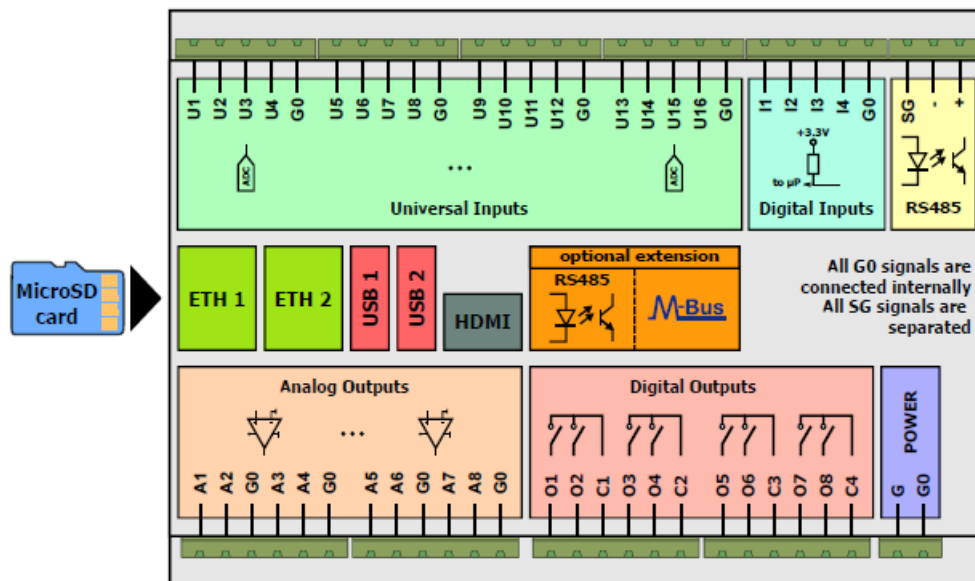 U1 U2 U3 U4 G0 U5 U6 U7 U8 G0 U9 U10 U11 U12 G0 U13 U14 U15 U16 G0
ADC
...
ADC
Universal Inputs
I1 I2 I3 I4 G0
+3.3V
to µP
Digital Inputs
SG - +
RS485
MicroSD
card
ETH 1
ETH 2
USB 1
USB 2
HDMI
optional extension
RS485
M-Bus
All G0 signals are
connected internally
All SG signals are
separated
Analog Outputs
...
A1 A2 G0 A3 A4 G0 A5 A6 G0 A7 A8 G0
Digital Outputs
O1 O2 C1 O3 O4 C2 O5 O6 C3 O7 O8 C4
POWER
G G0